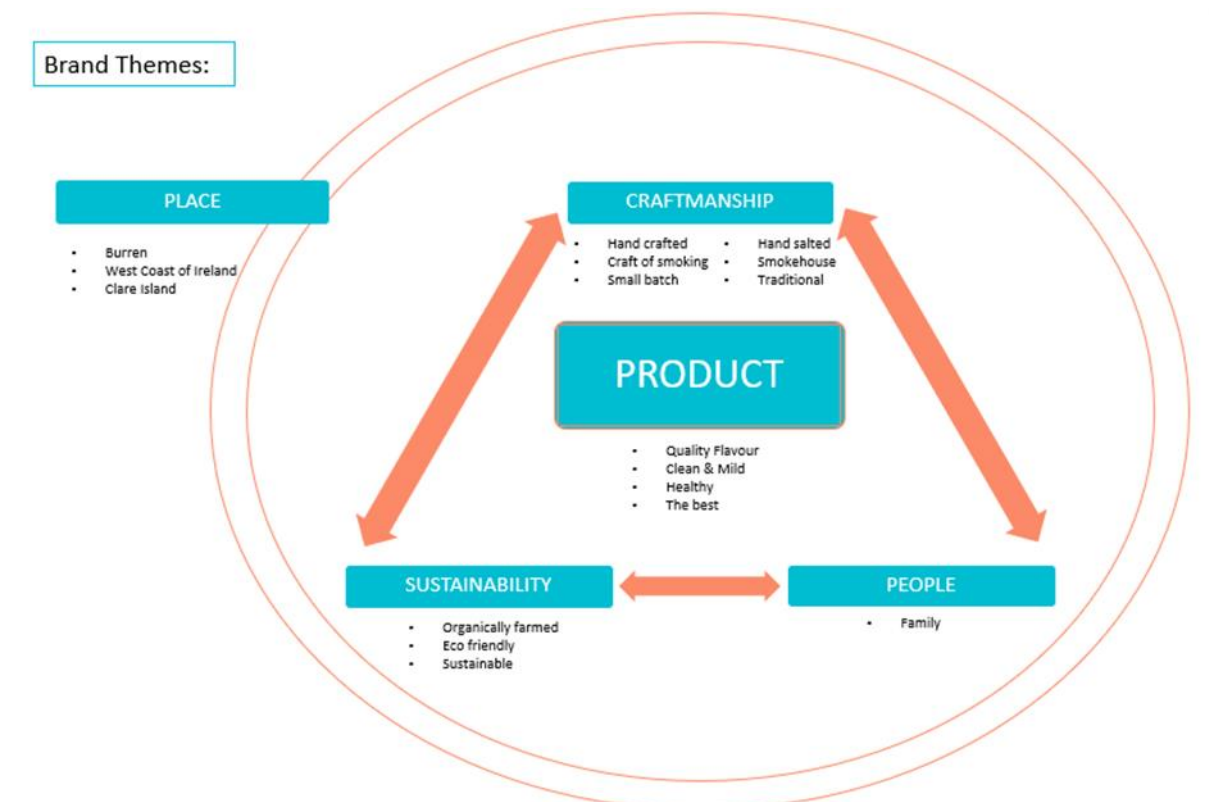 Brand Themes:
PLACE
▪ Burren
▪ West Coast of Ireland
▪ Clare Island
CRAFTMANSHIP
▪ Hand crafted
▪ Craft of smoking
▪ Small batch
▪ Hand salted
▪ Smokehouse
▪ Traditional
PRODUCT
▪ Quality Flavour
▪ Clean & Mild
▪ Healthy
▪ The best
SUSTAINABILITY
▪ Organically farmed
▪ Eco friendly
▪ Sustainable
PEOPLE
▪ Family